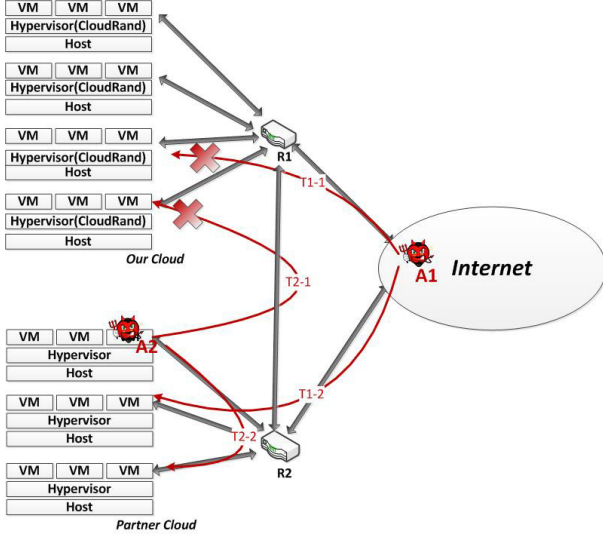 VM VM VM
Hypervisor(CloudRand)
Host
VM VM VM
Hypervisor(CloudRand)
Host
VM VM VM
Hypervisor(CloudRand)
Host
VM VM VM
Hypervisor(CloudRand)
Host
Our Cloud
R1
T1-1
T2-1
A1
Internet
A2
VM VM
Hypervisor
Host
VM VM VM
Hypervisor
Host
VM VM VM
Hypervisor
Host
Partner Cloud
T1-2
T2-2
R2